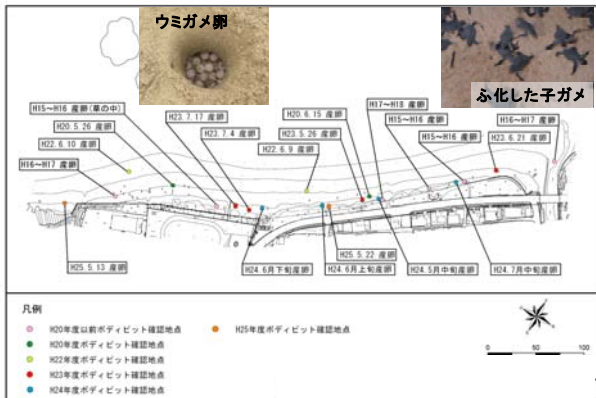 ウミガメ卵
ふ化した子ガメ
H15～H16 産卵(草の中)
H20.5.26 産卵
H22.6.10 産卵
H16～H17 産卵
H23.7.17 産卵
H23.7.4 産卵
H20.6.15 産卵
H23.5.26 産卵
H22.6.9 産卵
H17～H18 産卵
H15～H16 産卵
H15～H16 産卵
H16～H17 産卵
H23.6.21 産卵
H25.5.13 産卵
H24.6月下旬産卵
H25.5.22 産卵
H24.6月上旬産卵
H24.5月中旬産卵
H24.7月中旬産卵
凡例
H20年度以前ボディピット確認地点
H25年度ボディピット確認地点
H20年度ボディピット確認地点
H22年度ボディピット確認地点
H23年度ボディピット確認地点
H24年度ボディピット確認地点
0 50 100